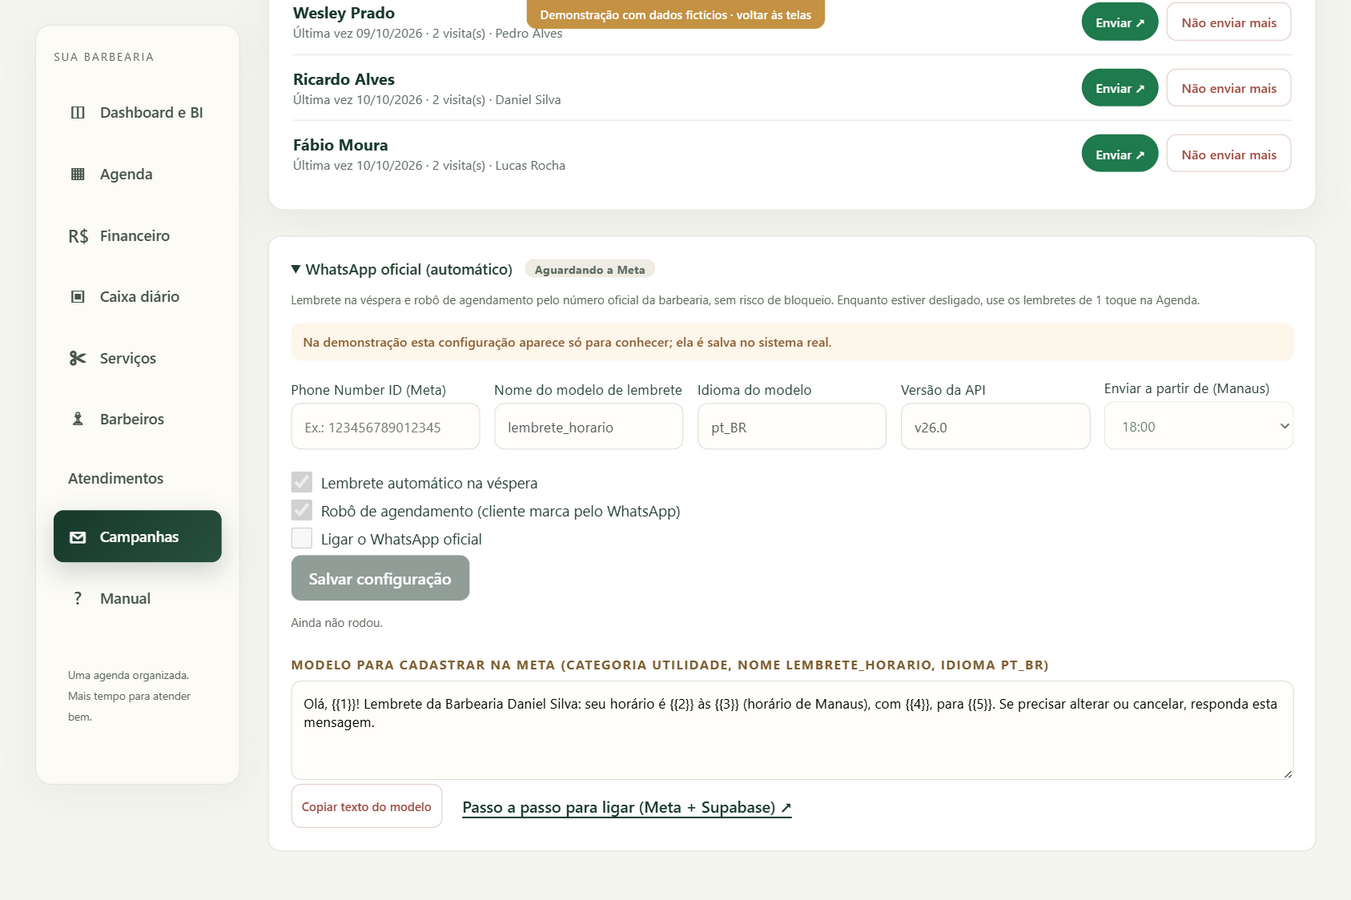 Demonstração com dados fictícios · voltar às telas
SUA BARBEARIA
Dashboard e BI
Agenda
R$ Financeiro
Caixa diário
Serviços
Barbeiros
Atendimentos
Campanhas
? Manual
Uma agenda organizada.
Mais tempo para atender
bem.
Wesley Prado
Última vez 09/10/2026 · 2 visita(s) · Pedro Alves
Enviar ↗ Não enviar mais
Ricardo Alves
Última vez 10/10/2026 · 2 visita(s) · Daniel Silva
Enviar ↗ Não enviar mais
Fábio Moura
Última vez 10/10/2026 · 2 visita(s) · Lucas Rocha
Enviar ↗ Não enviar mais
▼ WhatsApp oficial (automático) Aguardando a Meta
Lembrete na véspera e robô de agendamento pelo número oficial da barbearia, sem risco de bloqueio. Enquanto estiver desligado, use os lembretes de 1 toque na Agenda.
Na demonstração esta configuração aparece só para conhecer; ela é salva no sistema real.
Phone Number ID (Meta) Nome do modelo de lembrete Idioma do modelo Versão da API Enviar a partir de (Manaus)
Ex.: 123456789012345 lembrete_horario pt_BR v26.0 18:00
Lembrete automático na véspera
Robô de agendamento (cliente marca pelo WhatsApp)
Ligar o WhatsApp oficial
Salvar configuração
Ainda não rodou.
MODELO PARA CADASTRAR NA META (CATEGORIA UTILIDADE, NOME LEMBRETE_HORARIO, IDIOMA PT_BR)
Olá, {{1}}! Lembrete da Barbearia Daniel Silva: seu horário é {{2}} às {{3}} (horário de Manaus), com {{4}}, para {{5}}. Se precisar alterar ou cancelar, responda esta
mensagem.
Copiar texto do modelo Passo a passo para ligar (Meta + Supabase) ↗